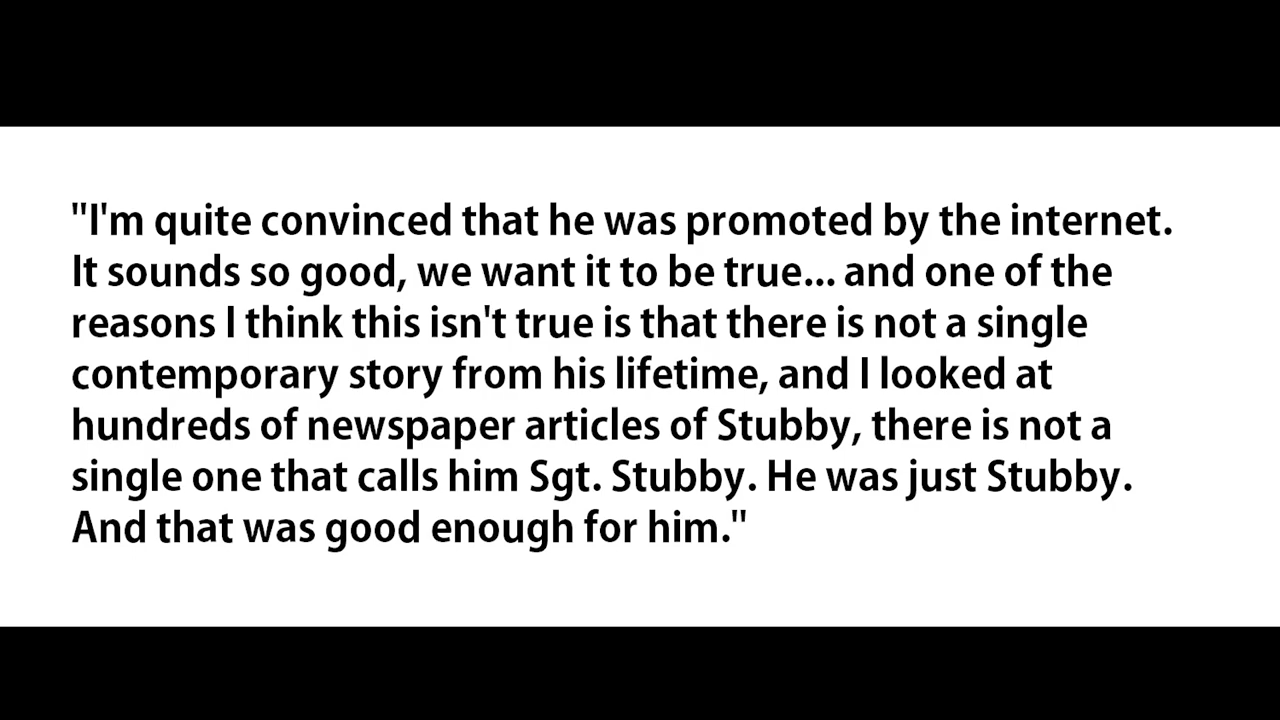 "I'm quite convinced that he was promoted by the internet.
It sounds so good, we want it to be true... and one of the
reasons I think this isn't true is that there is not a single
contemporary story from his lifetime, and I looked at
hundreds of newspaper articles of Stubby, there is not a
single one that calls him Sgt. Stubby. He was just Stubby.
And that was good enough for him."